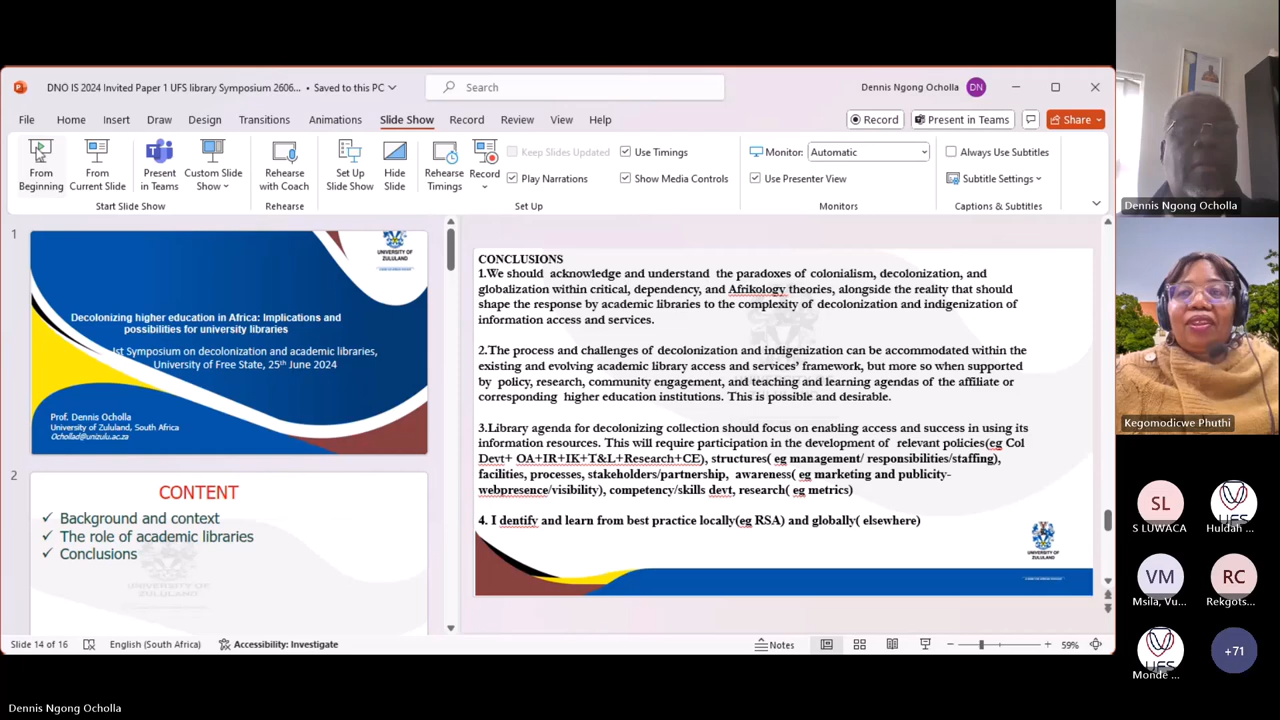 DNO IS 2024 Invited Paper 1 UFS library Symposium 2606... • Saved to this PC
Search
Dennis Ngong Ocholla
DN
File
Home
Insert
Draw
Design
Transitions
Animations
Slide Show
Record
Review
View
Help
Record
Present in Teams
Share
From
Beginning
From
Current Slide
Present
in Teams
Custom Slide
Show
Start Slide Show
Rehearse
with Coach
Rehearse
Set Up
Slide Show
Hide
Slide
Rehearse
Timings
Record
Keep Slides Updated
Use Timings
Play Narrations
Show Media Controls
Set Up
Monitor:
Automatic
Use Presenter View
Monitors
Always Use Subtitles
Subtitle Settings
Captions & Subtitles
1
UNIVERSITY OF
ZULULAND
Decolonizing higher education in Africa: Implications and
possibilities for university libraries
1st Symposium on decolonization and academic libraries,
University of Free State, 25th June 2024
Prof. Dennis Ocholla
University of Zululand, South Africa
Ochollad@unizulu.ac.za
2
CONTENT
✓ Background and context
✓ The role of academic libraries
✓ Conclusions
UNIVERSITY OF
ZULULAND
CONCLUSIONS
1.We should acknowledge and understand the paradoxes of colonialism, decolonization, and
globalization within critical, dependency, and Afrikology theories, alongside the reality that should
shape the response by academic libraries to the complexity of decolonization and indigenization of
information access and services.
2.The process and challenges of decolonization and indigenization can be accommodated within the
existing and evolving academic library access and services' framework, but more so when supported
by policy, research, community engagement, and teaching and learning agendas of the affiliate or
corresponding higher education institutions. This is possible and desirable.
3.Library agenda for decolonizing collection should focus on enabling access and success in using its
information resources. This will require participation in the development of relevant policies(eg Col
Devt+ OA+IR+IK+T&L+Research+CE), structures( eg management/ responsibilities/staffing),
facilities, processes, stakeholders/partnership, awareness( eg marketing and publicity-
webpresence/visibility), competency/skills devt, research( eg metrics)
4. I dentify and learn from best practice locally(eg RSA) and globally( elsewhere)
UNIVERSITY OF
ZULULAND
Slide 14 of 16
English (South Africa)
Accessibility: Investigate
Notes
59%
Dennis Ngong Ocholla
Kegomodicwe Phuthi
SL
S LUWACA
UFS
Huldah ...
VM
Msila, Vu...
RC
Rekgots...
UFS
Monde ...
+71
Dennis Ngong Ocholla